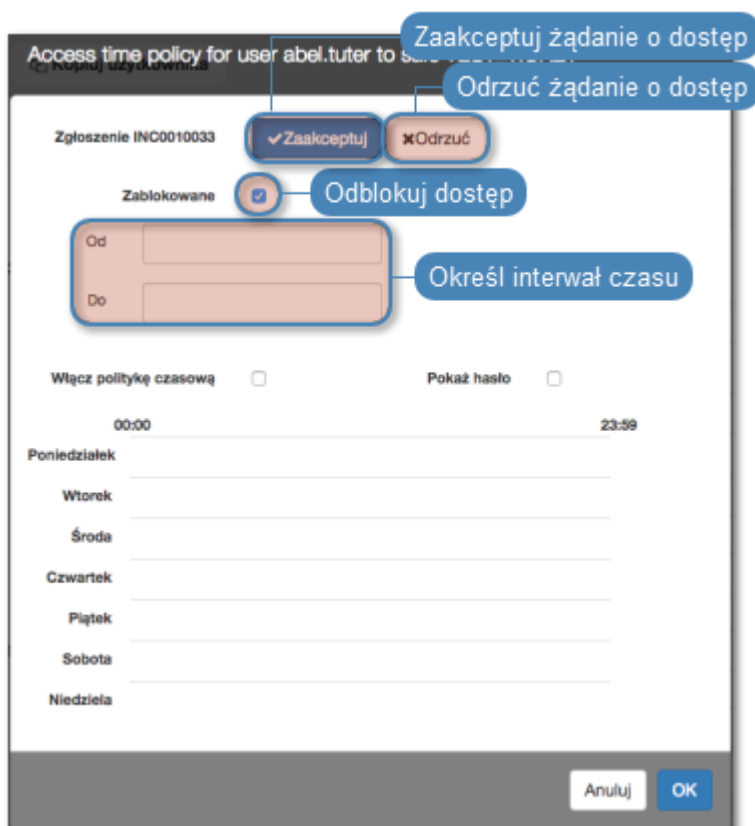 Zaakceptuj żądanie o dostęp
Access time policy for user abel.tuter to
Kopiuj użytkownika
Odrzuć żądanie o dostęp
Zgłoszenie INC0010033
Zaakceptuj
Odrzuć
Zablokowane
Odblokuj dostęp
Od
Określ interwał czasu
Do
Włącz politykę czasową
Pokaż hasło
00:00
23:59
Poniedziałek
Wtorek
Środa
Czwartek
Piątek
Sobota
Niedziela
Anuluj
OK